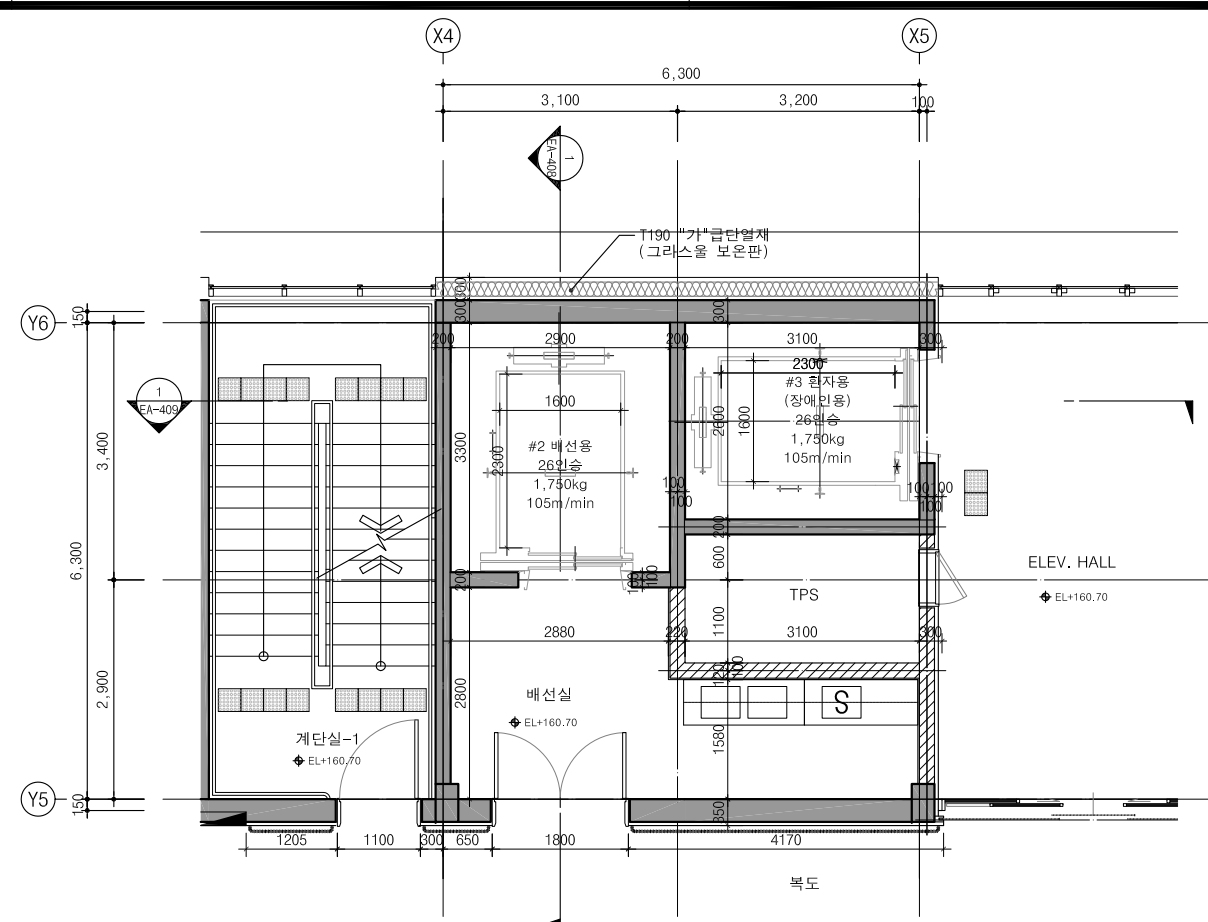 X4
X5
6,300
3,100
3,200
100
1
EA-408
T190 "가"급단열재
(그라스울 보온판)
300
300
300
150
Y6
200
2900
200
3100
300
2300
#3 환자용
(장애인용)
26인승
1,750kg
105m/min
2600
1600
1
EA-409
1600
#2 배선용
26인승
1,750kg
105m/min
2300
3300
3,400
100
100
100
100
100
200
600
6,300
200
100
100
ELEV. HALL
EL+160.70
TPS
1100
2880
220
3100
300
120
100
2,900
2800
배선실
EL+160.70
S
1580
계단실-1
EL+160.70
Y5
150
350
1205
1100
300
650
1800
4170
복도